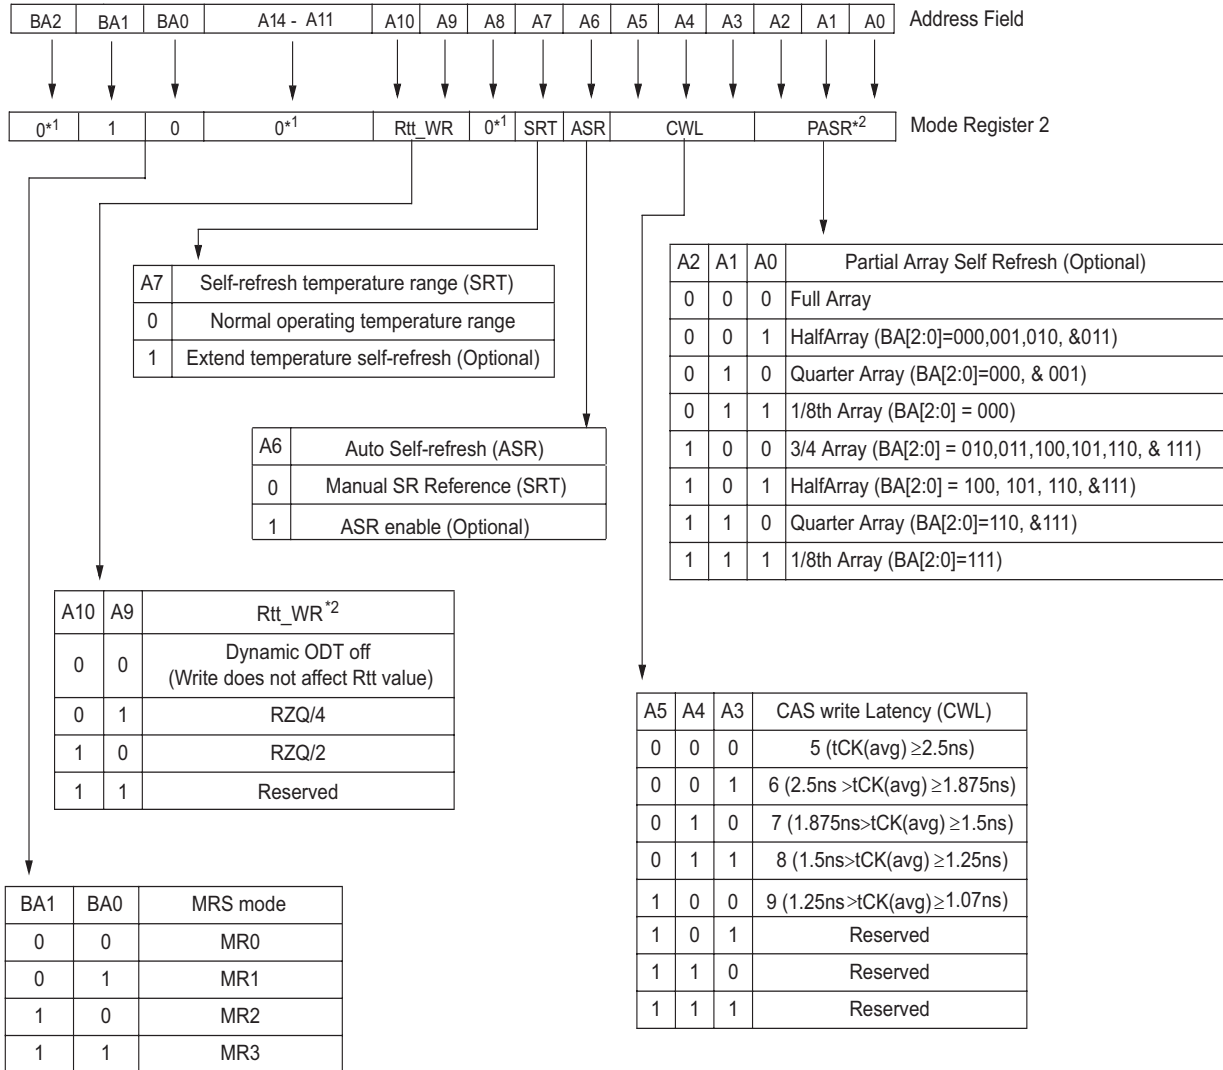 BA2 BA1 BA0 A14 - A11 A10 A9 A8 A7 A6 A5 A4 A3 A2 A1 A0 Address Field
0*1 1 0 0*1 Rtt_WR 0*1 SRT ASR CWL PASR*2 Mode Register 2
A7 Self-refresh temperature range (SRT)
0 Normal operating temperature range
1 Extend temperature self-refresh (Optional)
A6 Auto Self-refresh (ASR)
0 Manual SR Reference (SRT)
1 ASR enable (Optional)
A2 A1 A0 Partial Array Self Refresh (Optional)
0 0 0 Full Array
0 0 1 HalfArray (BA[2:0]=000,001,010, &011)
0 1 0 Quarter Array (BA[2:0]=000, & 001)
0 1 1 1/8th Array (BA[2:0] = 000)
1 0 0 3/4 Array (BA[2:0] = 010,011,100,101,110, & 111)
1 0 1 HalfArray (BA[2:0] = 100, 101, 110, &111)
1 1 0 Quarter Array (BA[2:0]=110, &111)
1 1 1 1/8th Array (BA[2:0]=111)
A10 A9 Rtt_WR*2
0 0 Dynamic ODT off
(Write does not affect Rtt value)
0 1 RZQ/4
1 0 RZQ/2
1 1 Reserved
A5 A4 A3 CAS write Latency (CWL)
0 0 0 5 (tCK(avg) ≥2.5ns)
0 0 1 6 (2.5ns >tCK(avg) ≥1.875ns)
0 1 0 7 (1.875ns>tCK(avg) ≥1.5ns)
0 1 1 8 (1.5ns>tCK(avg) ≥1.25ns)
1 0 0 9 (1.25ns>tCK(avg)≥1.07ns)
1 0 1 Reserved
1 1 0 Reserved
1 1 1 Reserved
BA1 BA0 MRS mode
0 0 MR0
0 1 MR1
1 0 MR2
1 1 MR3